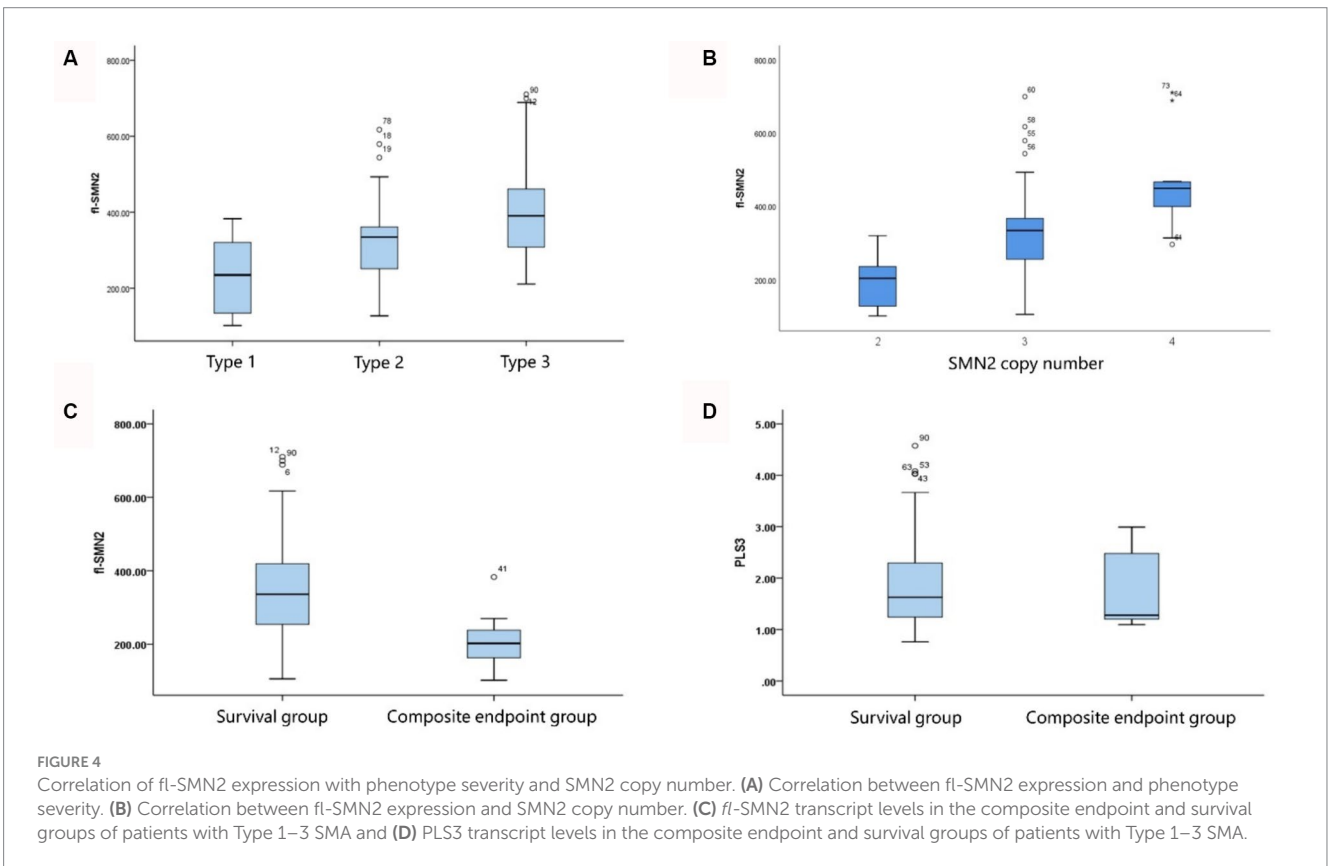 A
800.00
600.00
400.00
200.00
fl-SMN2
78
18
19
90
12
Type 1 Type 2 Type 3
B
800.00
600.00
400.00
200.00
fl-SMN2
60
58
55
56
73
64
61
2 3 4
SMN2 copy number
C
800.00
600.00
400.00
200.00
fl-SMN2
12 90
6
41
Survival group Composite endpoint group
D
5.00
4.00
3.00
2.00
1.00
.00
PLS3
90
63 53
43
Survival group Composite endpoint group
FIGURE 4
Correlation of fl-SMN2 expression with phenotype severity and SMN2 copy number. (A) Correlation between fl-SMN2 expression and phenotype
severity. (B) Correlation between fl-SMN2 expression and SMN2 copy number. (C) fl-SMN2 transcript levels in the composite endpoint and survival
groups of patients with Type 1–3 SMA and (D) PLS3 transcript levels in the composite endpoint and survival groups of patients with Type 1–3 SMA.